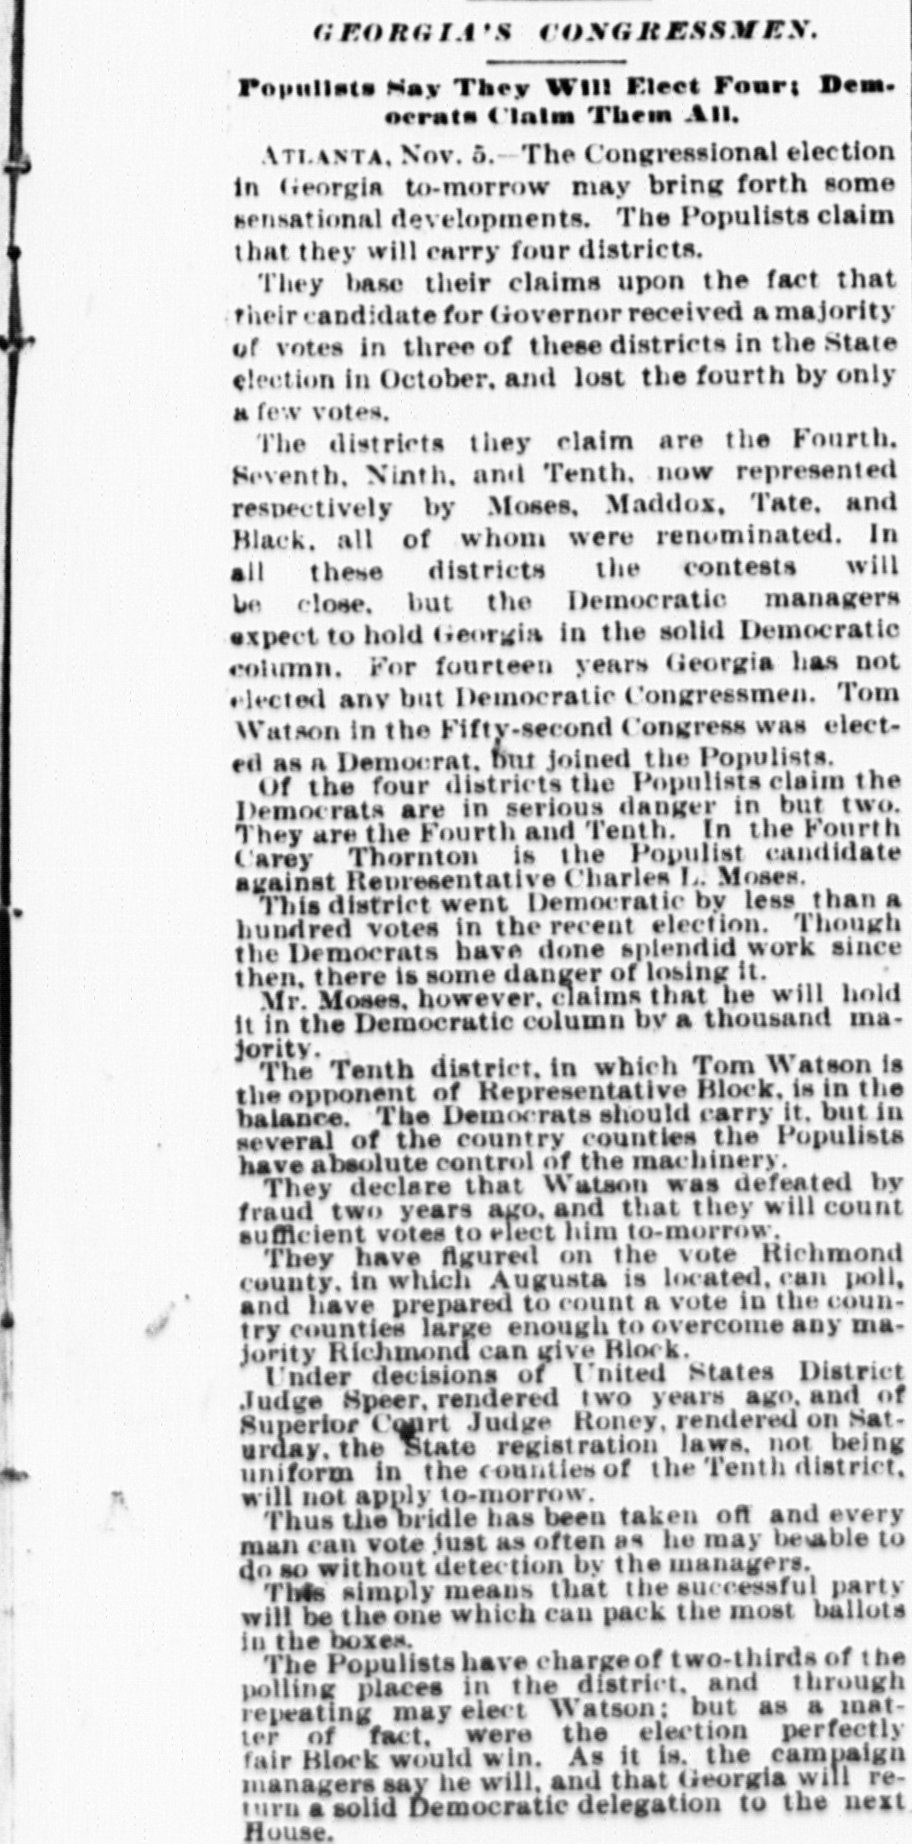 GEORGIA'S CONGRESSMEN.
Populists Say They Will Elect Four; Dem-
ocrats Claim Them All.
ATLANTA, Nov. 5.—The Congressional election
in Georgia to-morrow may bring forth some
sensational developments. The Populists claim
that they will carry four districts.
They base their claims upon the fact that
their candidate for Governor received a majority
of votes in three of these districts in the State
election in October, and lost the fourth by only
a few votes.
The districts they claim are the Fourth,
Seventh, Ninth, and Tenth, now represented
respectively by Moses, Maddox, Tate, and
Black, all of whom were renominated. In
all these districts the contests will
be close, but the Democratic managers
expect to hold Georgia in the solid Democratic
column. For fourteen years Georgia has not
elected any but Democratic Congressmen. Tom
Watson in the Fifty-second Congress was elect-
ed as a Democrat, but joined the Populists.
Of the four districts the Populists claim the
Democrats are in serious danger in but two.
They are the Fourth and Tenth. In the Fourth
Carey Thornton is the Populist candidate
against Representative Charles L. Moses.
This district went Democratic by less than a
hundred votes in the recent election. Though
the Democrats have done splendid work since
then, there is some danger of losing it.
Mr. Moses, however, claims that he will hold
it in the Democratic column by a thousand ma-
jority.
The Tenth district, in which Tom Watson is
the opponent of Representative Block, is in the
balance. The Democrats should carry it, but in
several of the country counties the Populists
have absolute control of the machinery.
They declare that Watson was defeated by
fraud two years ago, and that they will count
sufficient votes to elect him to-morrow.
They have figured on the vote Richmond
county, in which Augusta is located, can poll,
and have prepared to count a vote in the coun-
try counties large enough to overcome any ma-
jority Richmond can give Block.
Under decisions of United States District
Judge Speer, rendered two years ago, and of
Superior Court Judge Roney, rendered on Sat-
urday, the State registration laws, not being
uniform in the counties of the Tenth district,
will not apply to-morrow.
Thus the bridle has been taken off and every
man can vote just as often as he may be able to
do so without detection by the managers.
This simply means that the successful party
will be the one which can pack the most ballots
in the boxes.
The Populists have charge of two-thirds of the
polling places in the district, and through
repeating may elect Watson; but as a mat-
ter of fact, were the election perfectly
fair Block would win. As it is, the campaign
managers say he will, and that Georgia will re-
turn a solid Democratic delegation to the next
House.